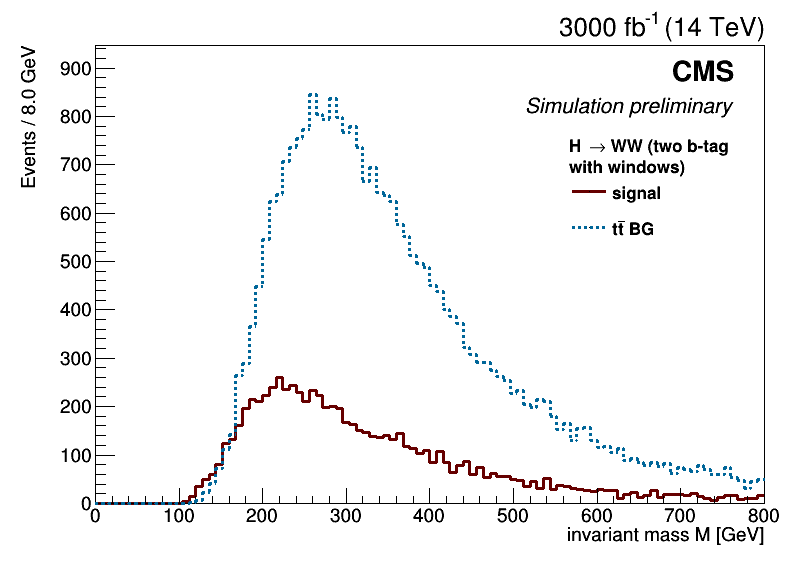 3000 fb-1 (14 TeV)
CMS
Simulation preliminary
H → WW (two b-tag
with windows)
signal
tt̄ BG
Events / 8.0 GeV
900
800
700
600
500
400
300
200
100
0
0 100 200 300 400 500 600 700 800
invariant mass M [GeV]